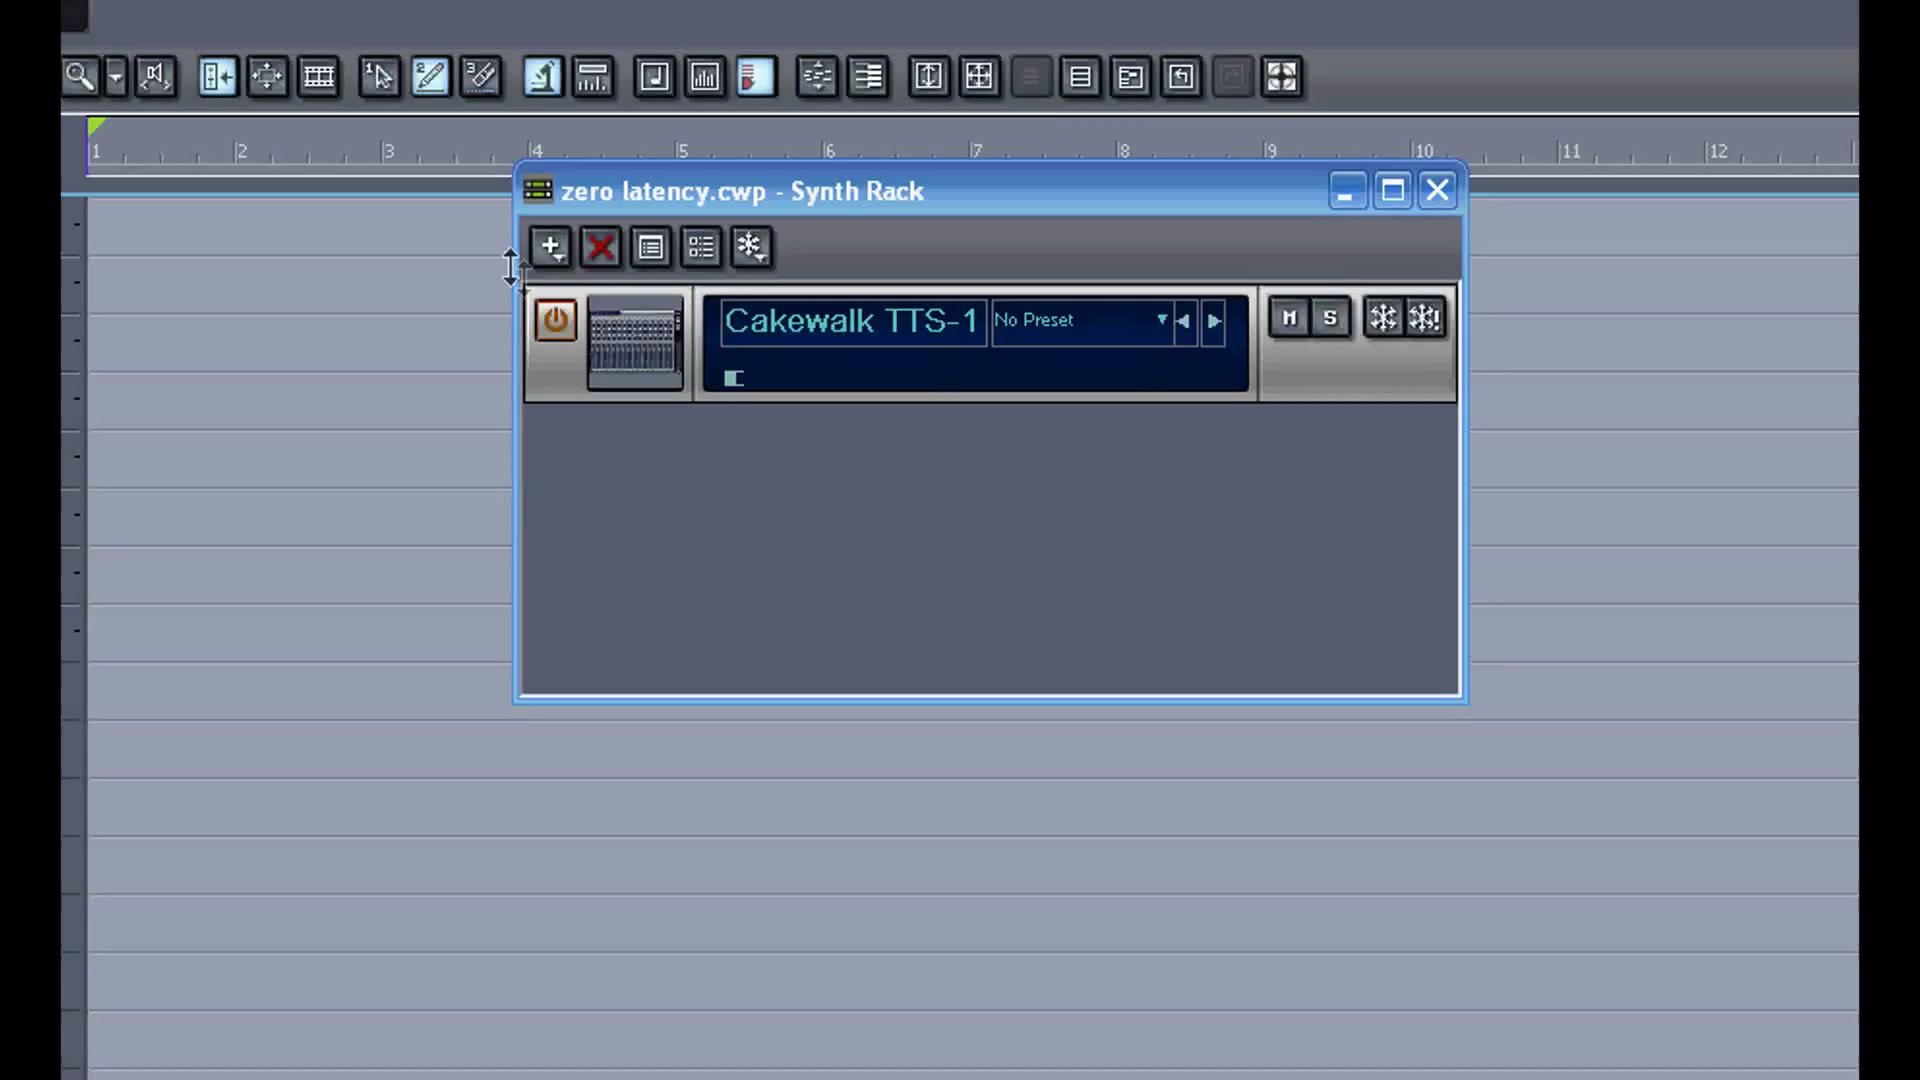 1 2 3 4 5 6 7 8 9 10 11 12
zero latency.cwp - Synth Rack
Cakewalk TTS-1 No Preset M S